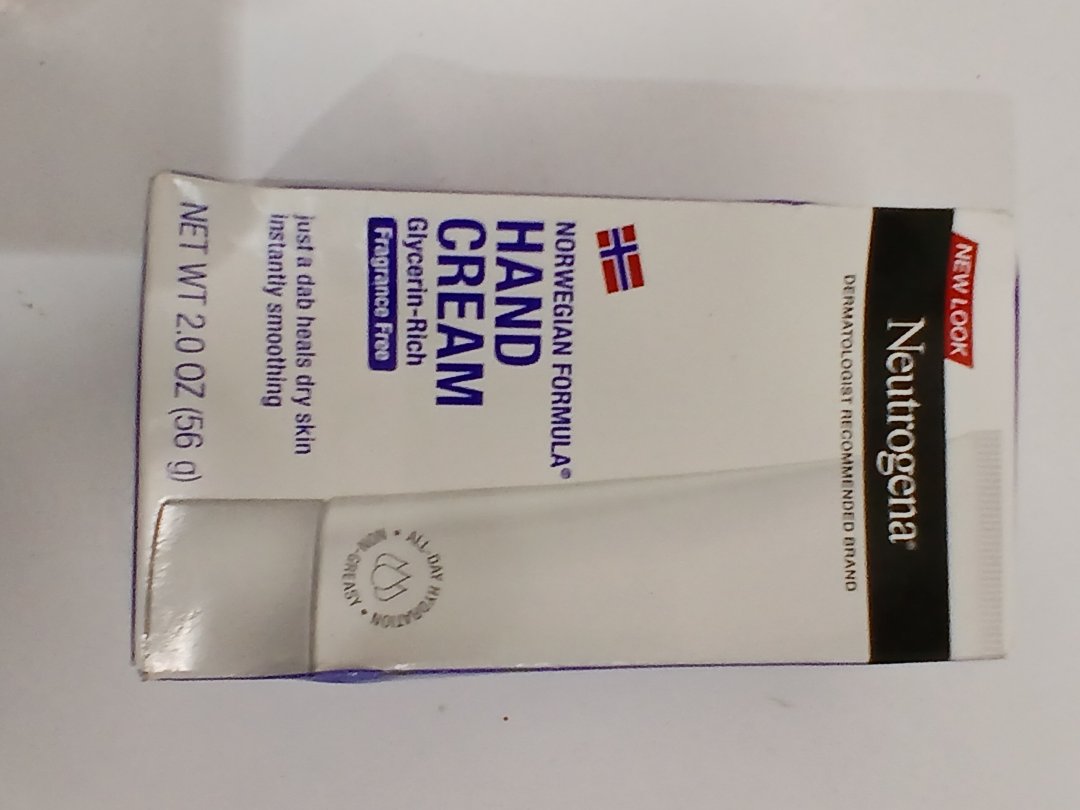 NEW LOOK
Neutrogena®
DERMATOLOGIST RECOMMENDED BRAND
NORWEGIAN FORMULA®
HAND
CREAM
Glycerin-Rich
Fragrance Free
just a dab heals dry skin
instantly smoothing
NET WT 2.0 OZ (56 g)
ALL-DAY HYDRATION • NON-GREASY •